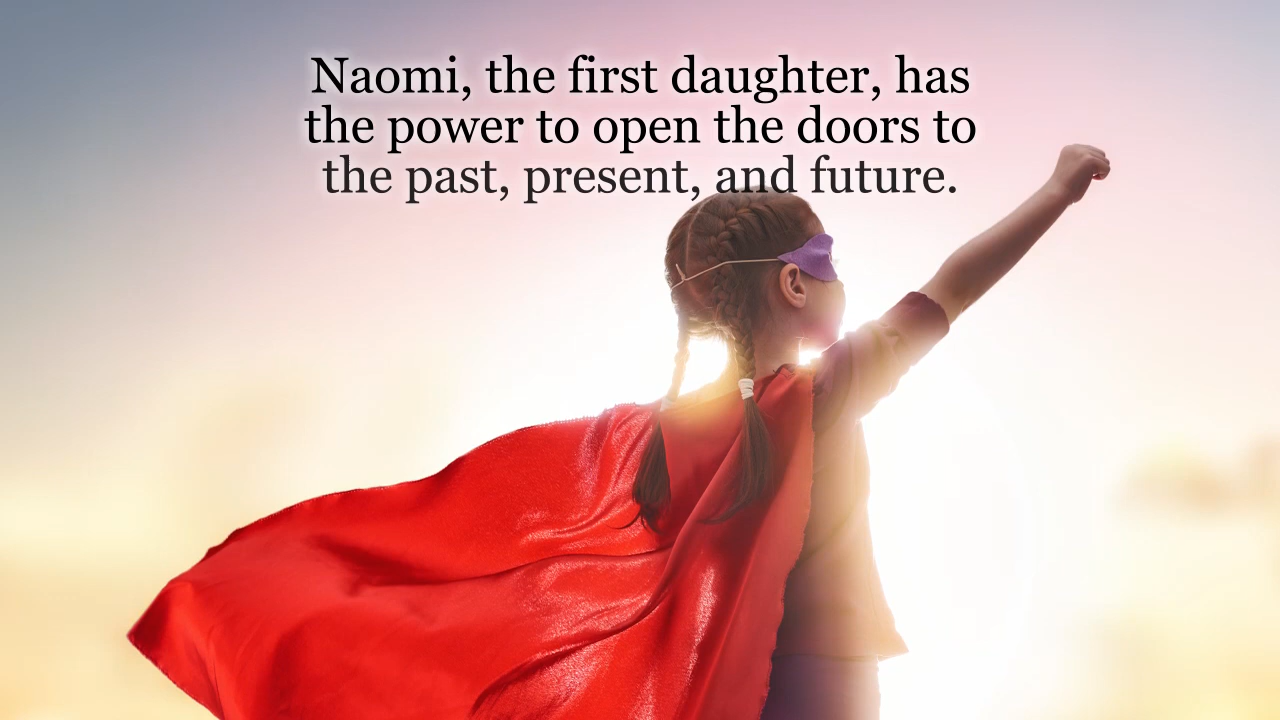 Naomi, the first daughter, has
the power to open the doors to
the past, present, and future.